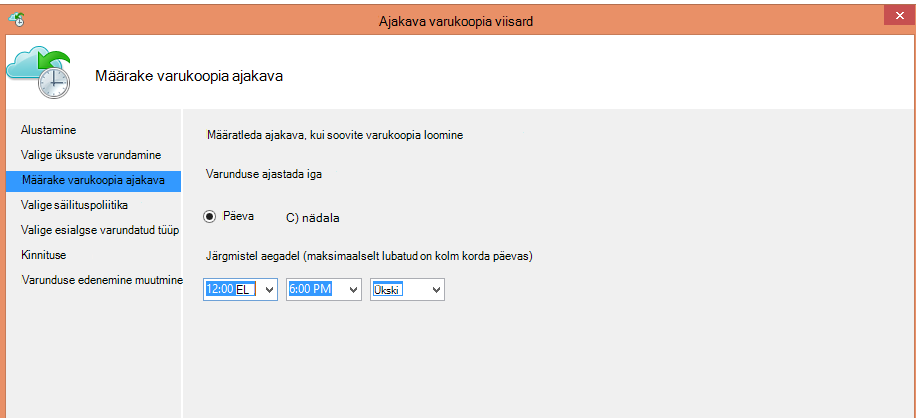 Ajakava varukoopia viisard
Määrake varukoopia ajakava
Alustamine
Valige üksuste varundamine
Määrake varukoopia ajakava
Valige säilituspoliitika
Valige esialgse varundatud tüüp
Kinnituse
Varunduse edenemine muutmine
Määratleda ajakava, kui soovite varukoopia loomine
Varunduse ajastada iga
Päeva C) nädala
Järgmistel aegadel (maksimaalselt lubatud on kolm korda päevas)
12:00 EL 6:00 PM Ükski